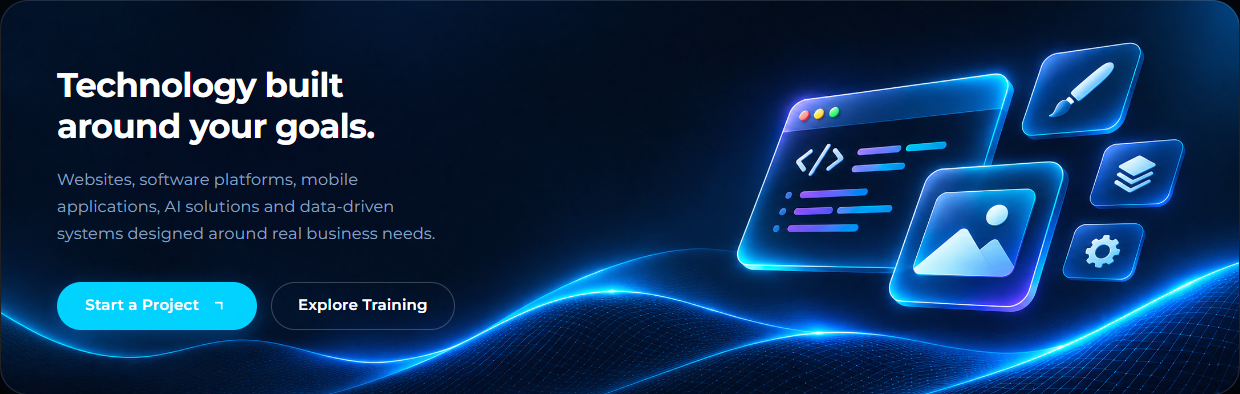 Technology built
around your goals.
Websites, software platforms, mobile
applications, AI solutions and data-driven
systems designed around real business needs.
Start a Project
Explore Training
</>